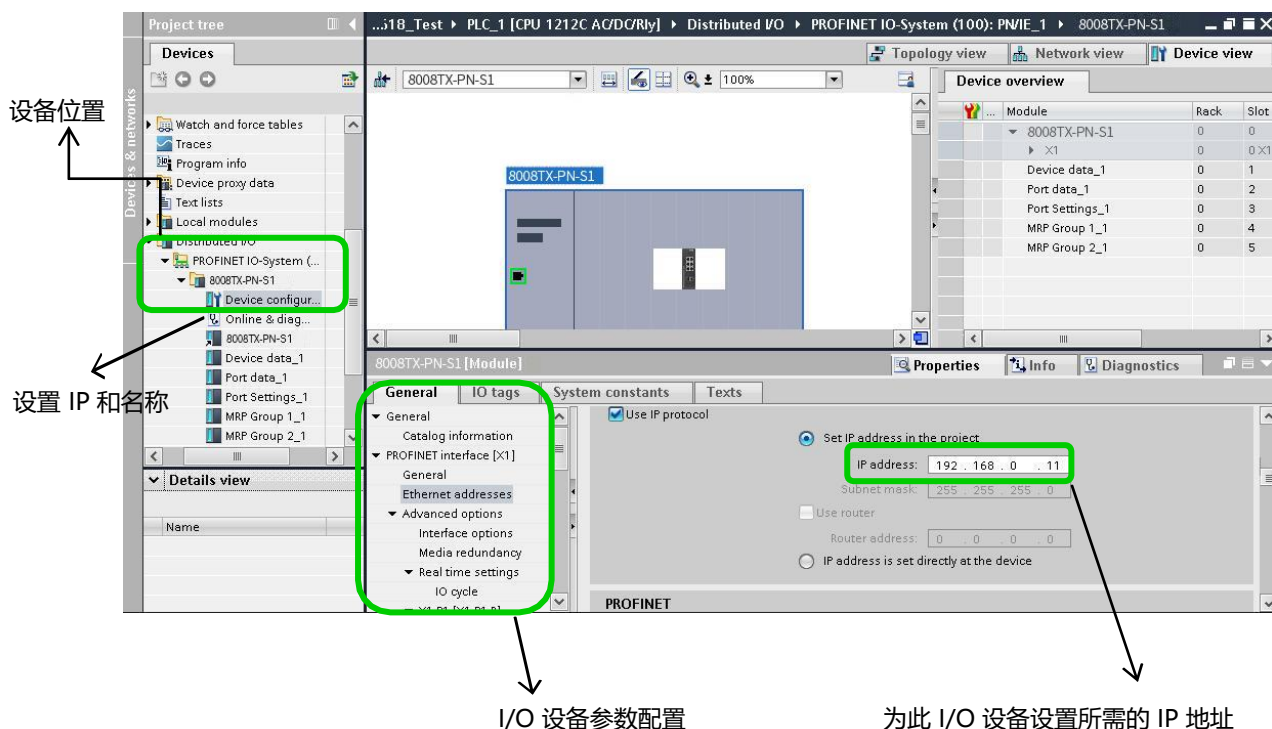 Project tree
…i18_Test ▸ PLC_1 [CPU 1212C AC/DC/Rly] ▸ Distributed I/O ▸ PROFINET IO-System (100): PN/IE_1 ▸ 8008TX-PN-S1
Devices
Topology view
Network view
Device view
8008TX-PN-S1
100%
Device overview
设备位置
Devices & networks
Watch and force tables
Traces
Program info
Device proxy data
Text lists
Local modules
Distributed I/O
PROFINET IO-System (...
8008TX-PN-S1
Device configur...
Online & diag...
8008TX-PN-S1
Device data_1
Port data_1
Port Settings_1
MRP Group 1_1
MRP Group 2_1
设置 IP 和名称
Details view
Name
8008TX-PN-S1
... Module Rack Slot
8008TX-PN-S1 0 0
X1 0 0 X1
Device data_1 0 1
Port data_1 0 2
Port Settings_1 0 3
MRP Group 1_1 0 4
MRP Group 2_1 0 5
8008TX-PN-S1 [Module]
Properties
Info
Diagnostics
General
IO tags
System constants
Texts
General
Catalog information
PROFINET interface [X1]
General
Ethernet addresses
Advanced options
Interface options
Media redundancy
Real time settings
IO cycle
Use IP protocol
Set IP address in the project
IP address: 192 . 168 . 0 . 11
Subnet mask: 255 . 255 . 255 . 0
Use router
Router address: 0 . 0 . 0 . 0
IP address is set directly at the device
PROFINET
I/O 设备参数配置
为此 I/O 设备设置所需的 IP 地址